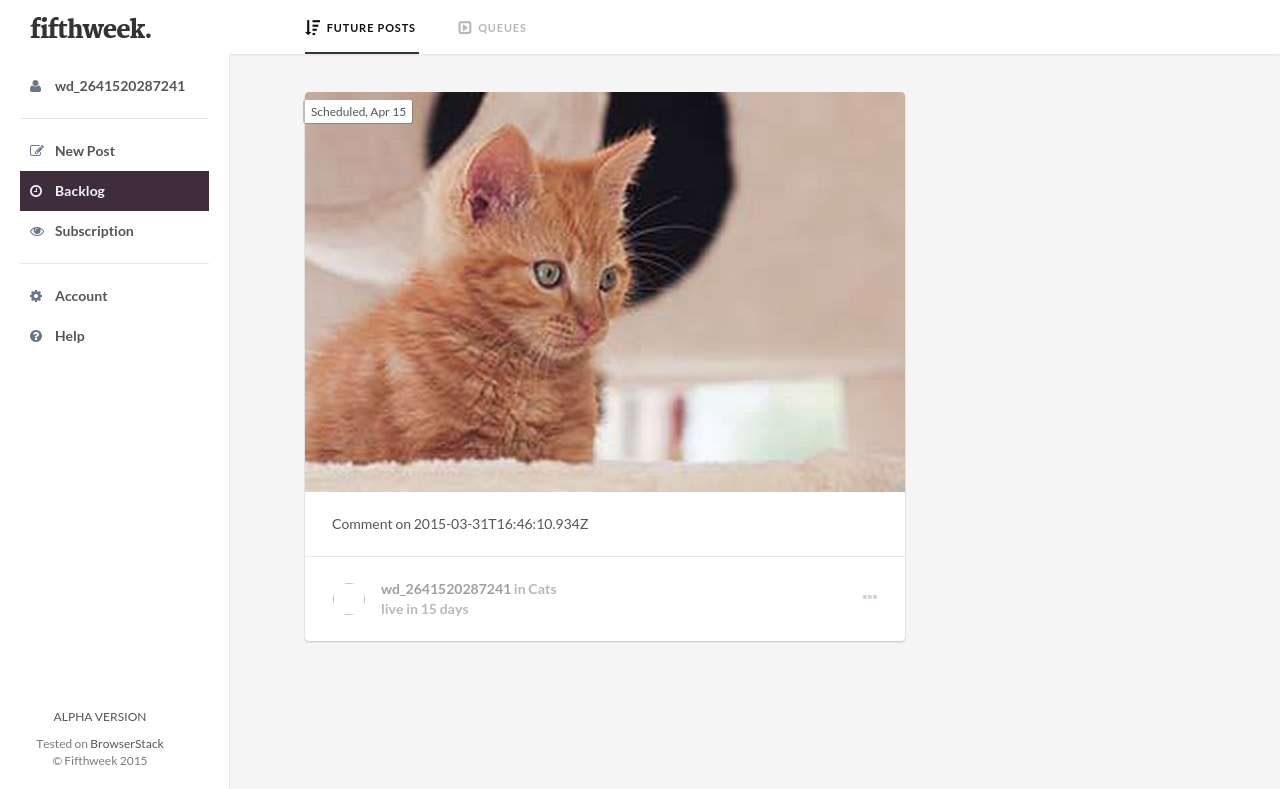 fifthweek.
FUTURE POSTS
QUEUES
wd_2641520287241
New Post
Backlog
Subscription
Account
Help
Scheduled, Apr 15
Comment on 2015-03-31T16:46:10.934Z
wd_2641520287241 in Cats
live in 15 days
ALPHA VERSION
Tested on BrowserStack
© Fifthweek 2015